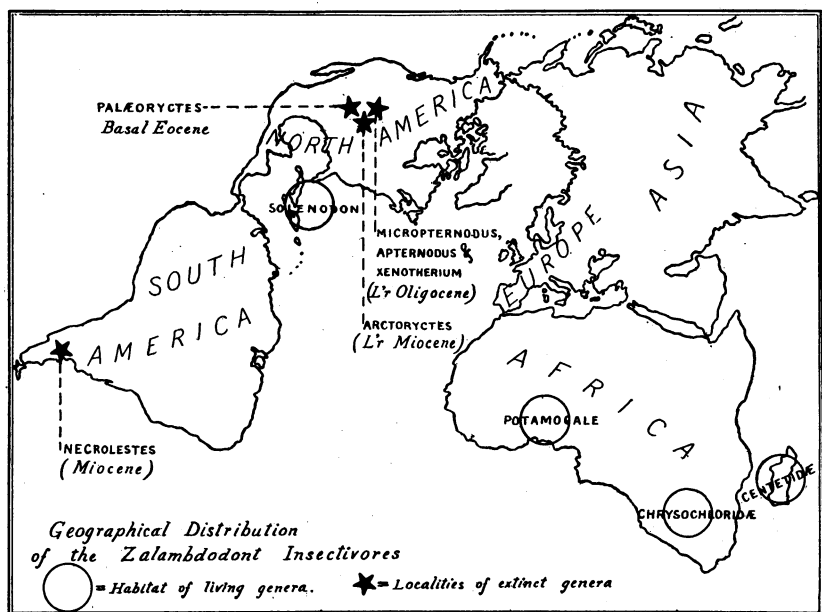 PALÆORYCTES
Basal Eocene
NORTH AMERICA
SOLENODON
MICROPTERNODUS,
APTERNODUS &
XENOTHERIUM
(L'r Oligocene)
ARCTORYCTES
(L'r Miocene)
EUROPE
ASIA
SOUTH
AMERICA
AFRICA
POTAMOGALE
CENTETIDÆ
CHRYSOCHLORIDÆ
NECROLESTES
(Miocene)
Geographical Distribution
of the Zalambdodont Insectivores
= Habitat of living genera.
= Localities of extinct genera